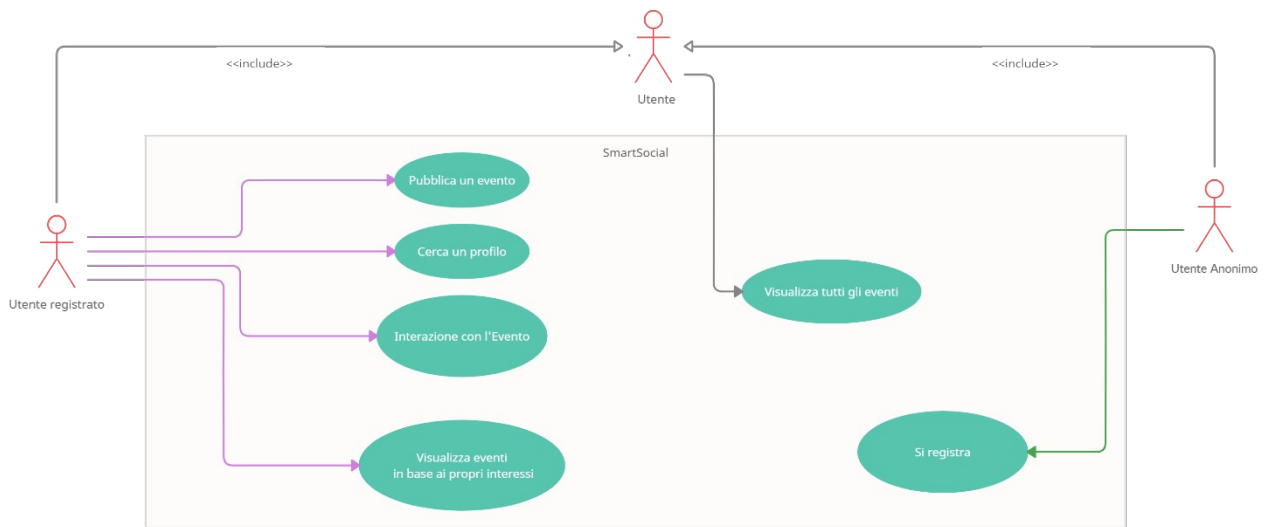 <<include>>
<<include>>
Utente
SmartSocial
Pubblica un evento
Cerca un profilo
Utente Anonimo
Visualizza tutti gli eventi
Utente registrato
Interazione con l'Evento
Si registra
Visualizza eventi
in base ai propri interessi